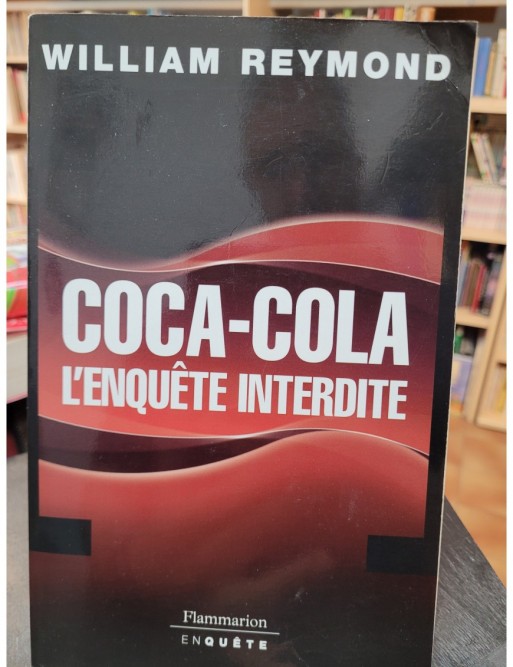 WILLIAM REYMOND
COCA-COLA
L'ENQUÊTE INTERDITE
Flammarion
ENQUÊTE